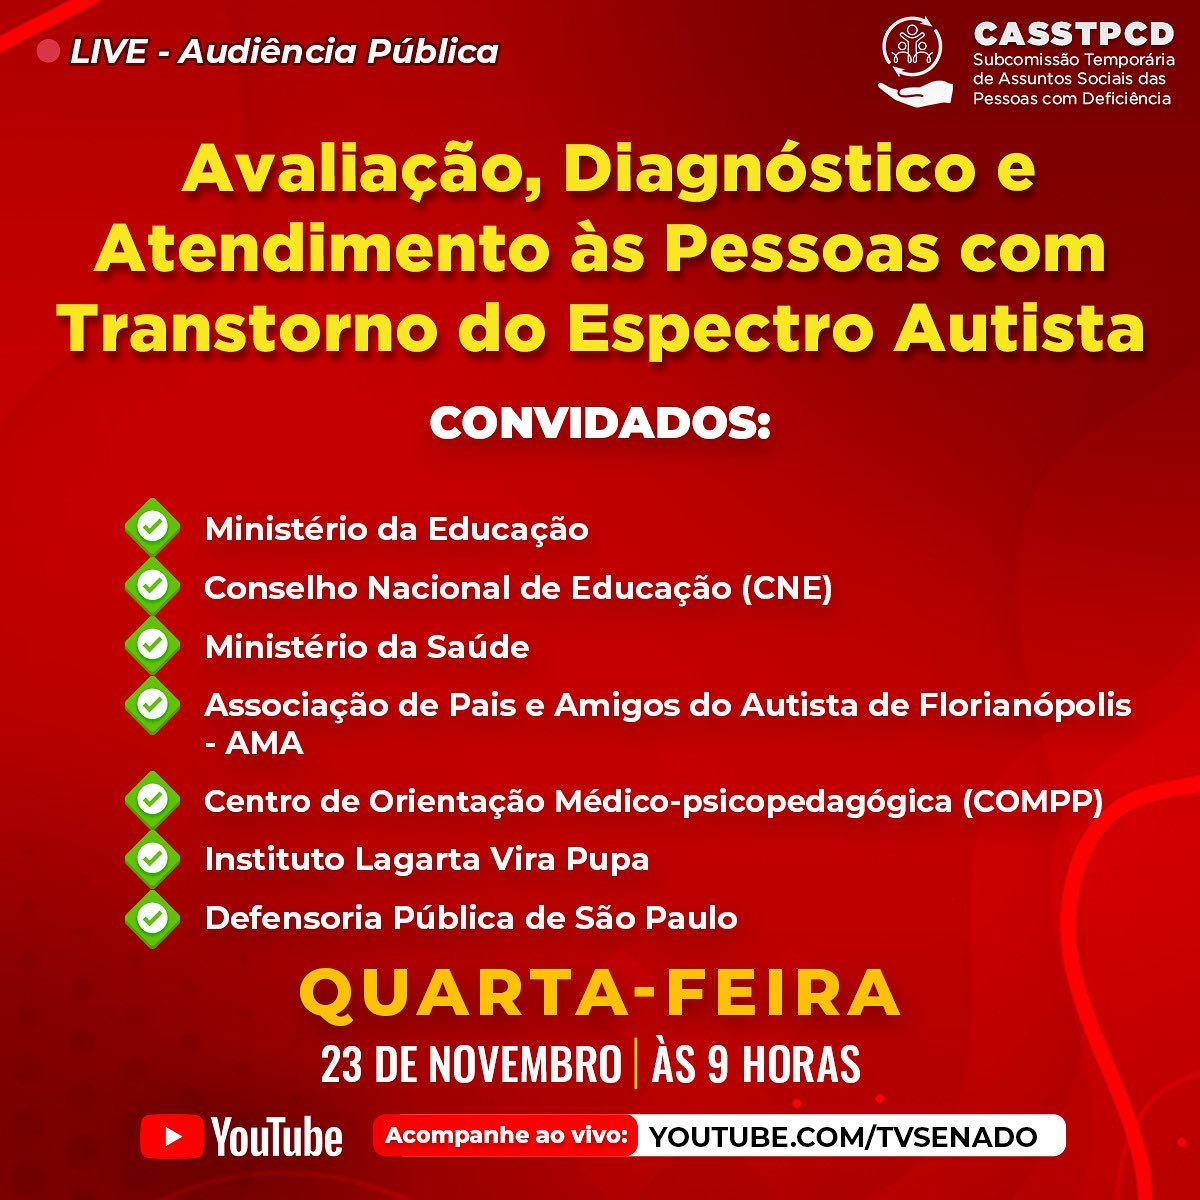 LIVE - Audiência Pública
CASSTPCD
Subcomissão Temporária
de Assuntos Sociais das
Pessoas com Deficiência
Avaliação, Diagnóstico e
Atendimento às Pessoas com
Transtorno do Espectro Autista
CONVIDADOS:
Ministério da Educação
Conselho Nacional de Educação (CNE)
Ministério da Saúde
Associação de Pais e Amigos do Autista de Florianópolis
- AMA
Centro de Orientação Médico-psicopedagógica (COMPP)
Instituto Lagarta Vira Pupa
Defensoria Pública de São Paulo
QUARTA-FEIRA
23 DE NOVEMBRO | ÀS 9 HORAS
YouTube Acompanhe ao vivo: YOUTUBE.COM/TVSENADO